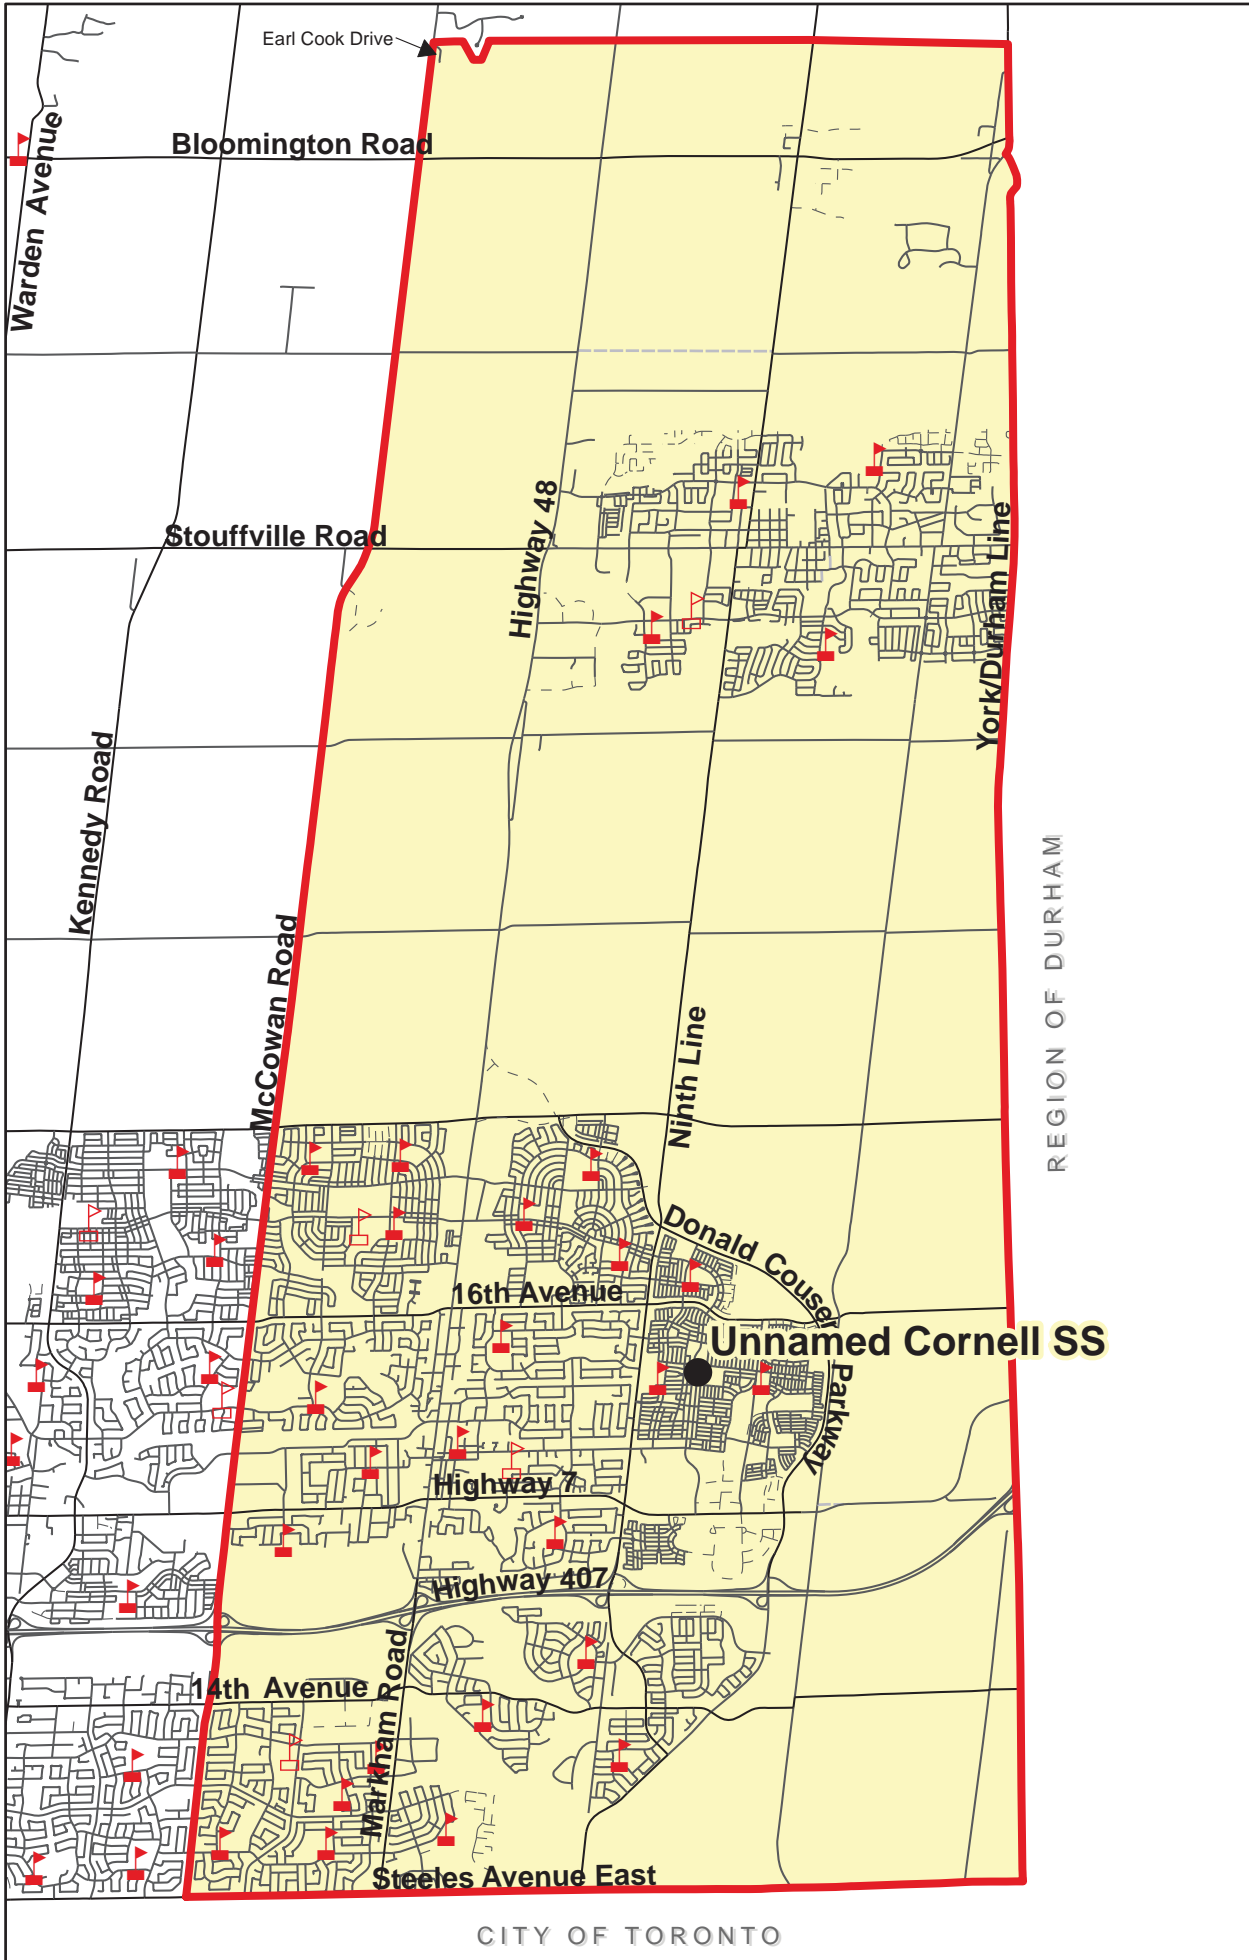 Earl Cook Drive
Bloomington Road
Warden Avenue
Stouffville Road
Highway 48
York/Durham Line
Kennedy Road
McCowan Road
REGION OF DURHAM
Ninth Line
Donald Couser
Parkway
16th Avenue
Unnamed Cornell SS
Highway 7
Highway 407
14th Avenue
Markham Road
Steeles Avenue East
CITY OF TORONTO